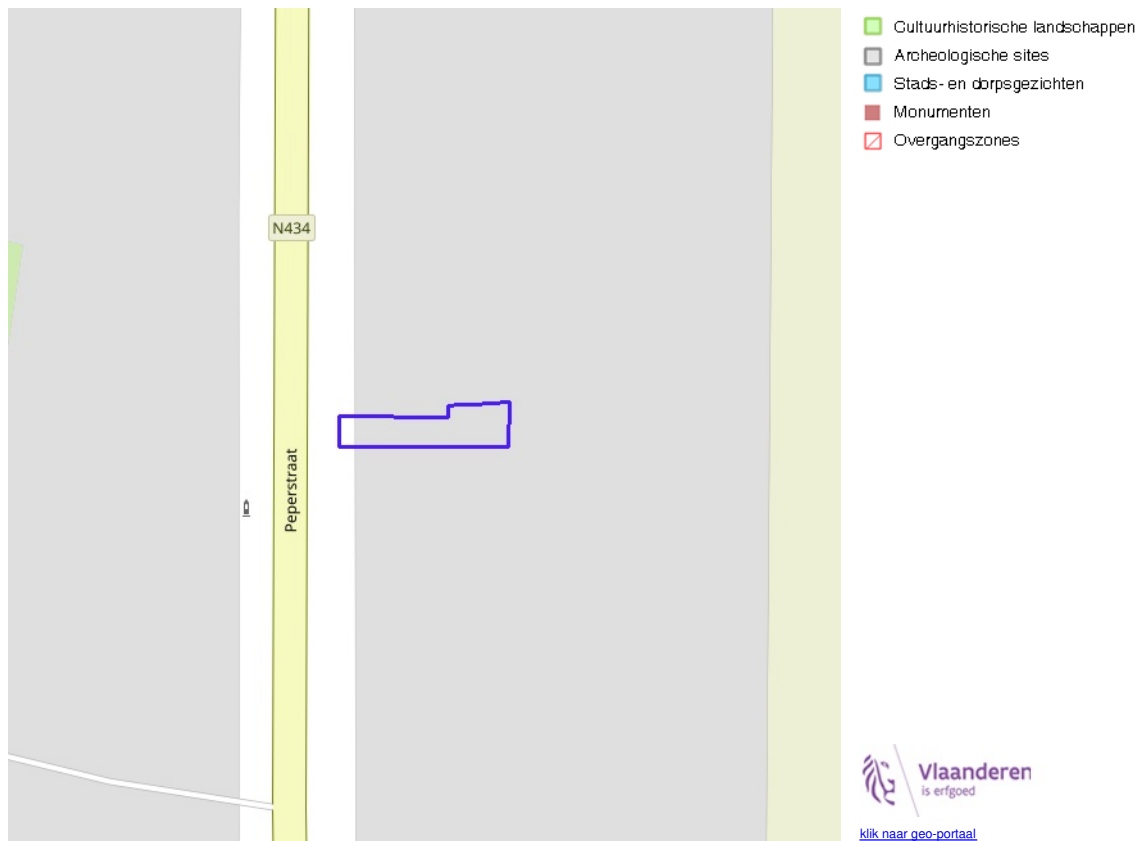 Cultuurhistorische landschappen
Archeologische sites
Stads- en dorpsgezichten
Monumenten
Overgangszones
N434
Peperstraat
Vlaanderen
is erfgoed
klik naar geo-portaal